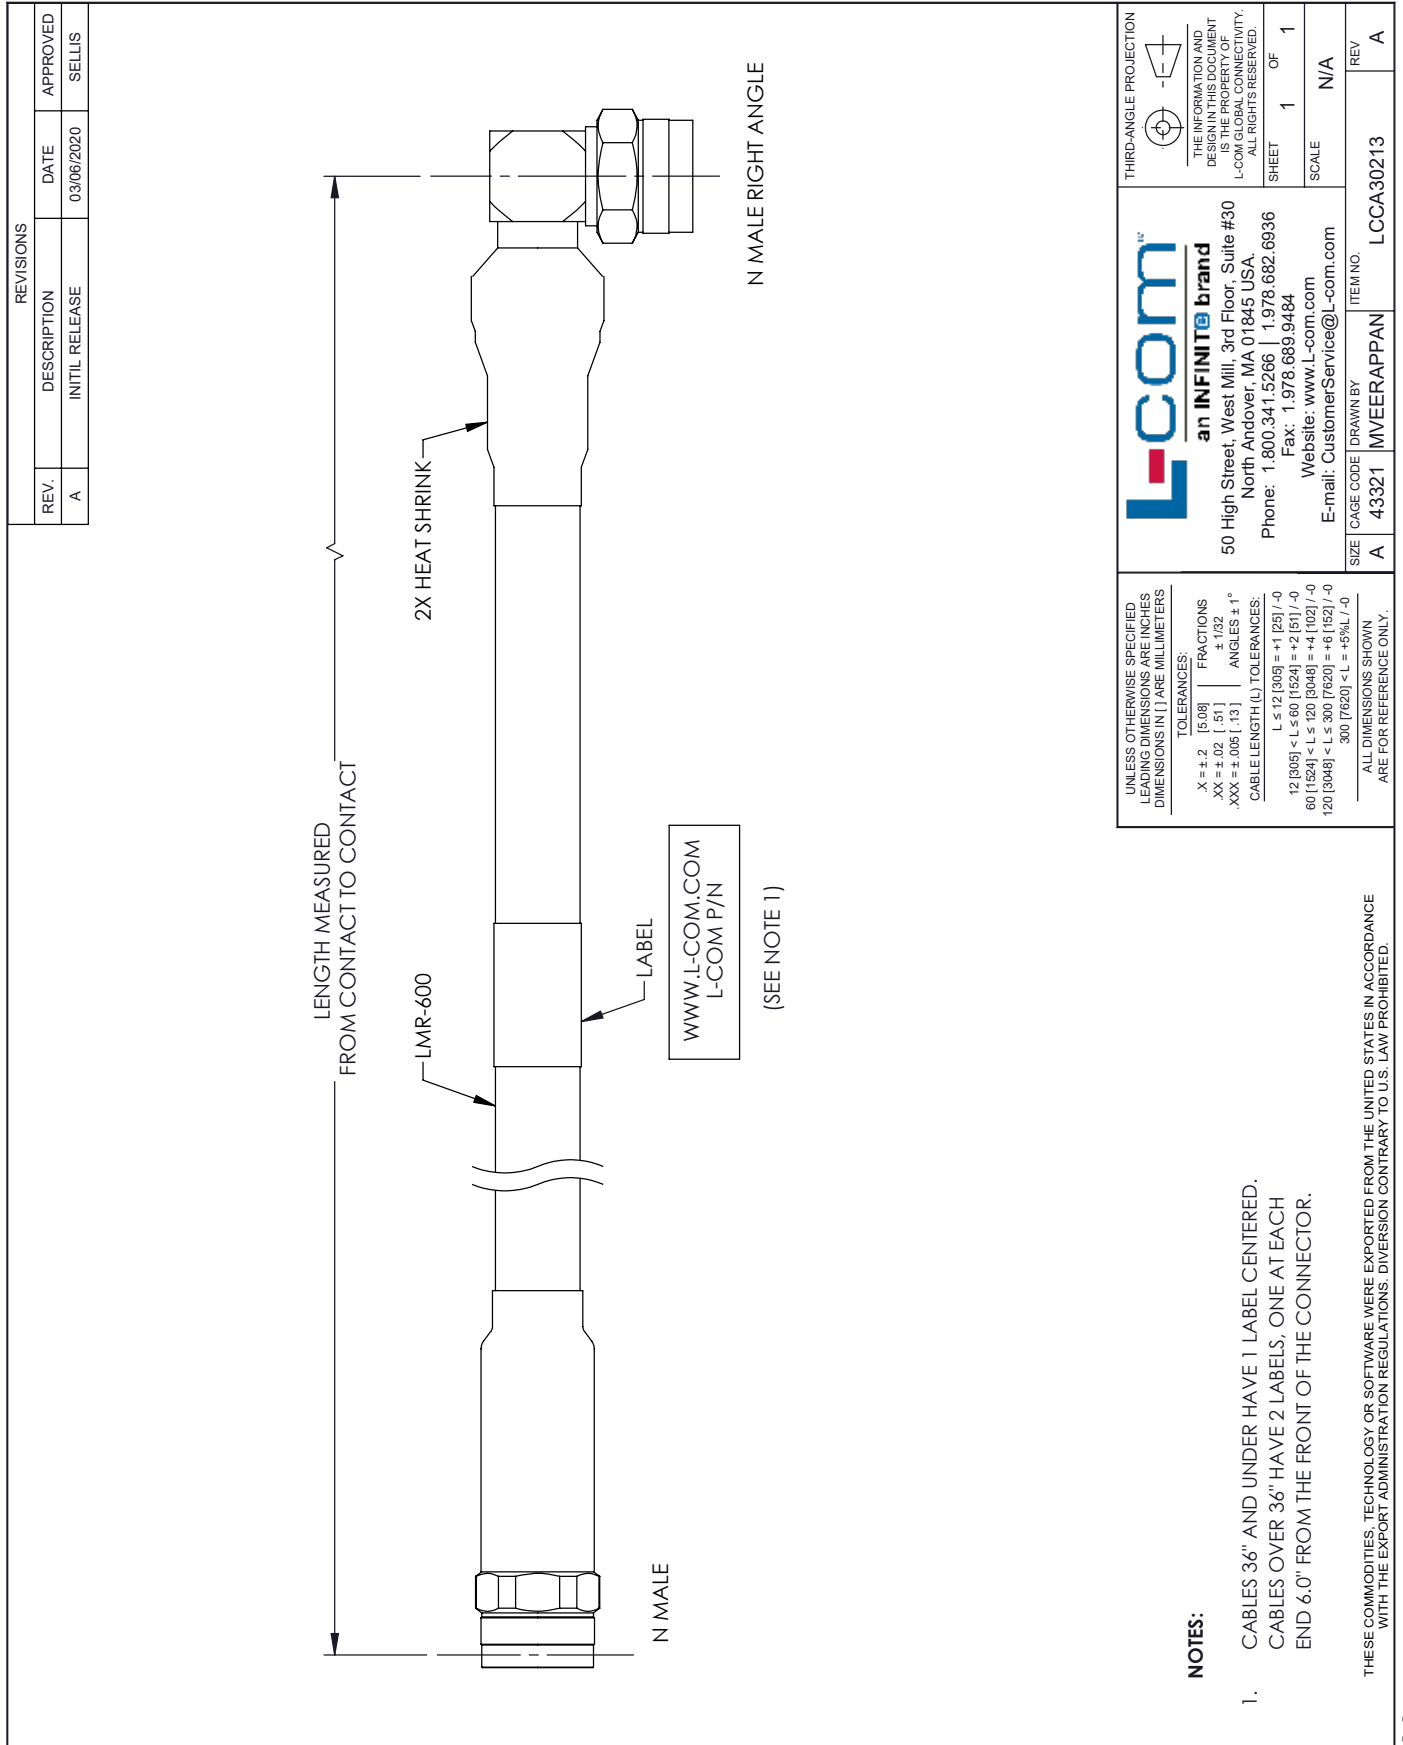 REVISIONS
REV. DESCRIPTION DATE APPROVED
A INITIL RELEASE 03/06/2020 SELLIS
LENGTH MEASURED
FROM CONTACT TO CONTACT
LMR-600
2X HEAT SHRINK
LABEL
WWW.L-COM.COM
L-COM P/N
(SEE NOTE 1)
N MALE
N MALE RIGHT ANGLE
NOTES:
1. CABLES 36" AND UNDER HAVE 1 LABEL CENTERED.
CABLES OVER 36" HAVE 2 LABELS, ONE AT EACH
END 6.0" FROM THE FRONT OF THE CONNECTOR.
THESE COMMODITIES, TECHNOLOGY OR SOFTWARE WERE EXPORTED FROM THE UNITED STATES IN ACCORDANCE
WITH THE EXPORT ADMINISTRATION REGULATIONS. DIVERSION CONTRARY TO U.S. LAW PROHIBITED.
UNLESS OTHERWISE SPECIFIED
LEADING DIMENSIONS ARE INCHES
DIMENSIONS IN [ ] ARE MILLIMETERS
TOLERANCES:
.X = ± .2 [5.08] FRACTIONS
.XX = ± .02 [ .51 ] ± 1/32
.XXX = ± .005 [ .13 ] ANGLES ± 1°
CABLE LENGTH (L) TOLERANCES:
L ≤ 12 [305] = +1 [25] / -0
12 [305] < L ≤ 60 [1524] = +2 [51] / -0
60 [1524] < L ≤ 120 [3048] = +4 [102] / -0
120 [3048] < L ≤ 300 [7620] = +6 [152] / -0
300 [7620] < L = +5%L / -0
ALL DIMENSIONS SHOWN
ARE FOR REFERENCE ONLY.
L-com
an INFINIT@ brand
50 High Street, West Mill, 3rd Floor, Suite #30
North Andover, MA 01845 USA.
Phone: 1.800.341.5266 | 1.978.682.6936
Fax: 1.978.689.9484
Website: www.L-com.com
E-mail: CustomerService@L-com.com
THIRD-ANGLE PROJECTION
THE INFORMATION AND
DESIGN IN THIS DOCUMENT
IS THE PROPERTY OF
L-COM GLOBAL CONNECTIVITY.
ALL RIGHTS RESERVED.
SHEET 1 OF 1
SCALE N/A
SIZE A
CAGE CODE 43321
DRAWN BY MVEERAPPAN
ITEM NO. LCCA30213
REV A